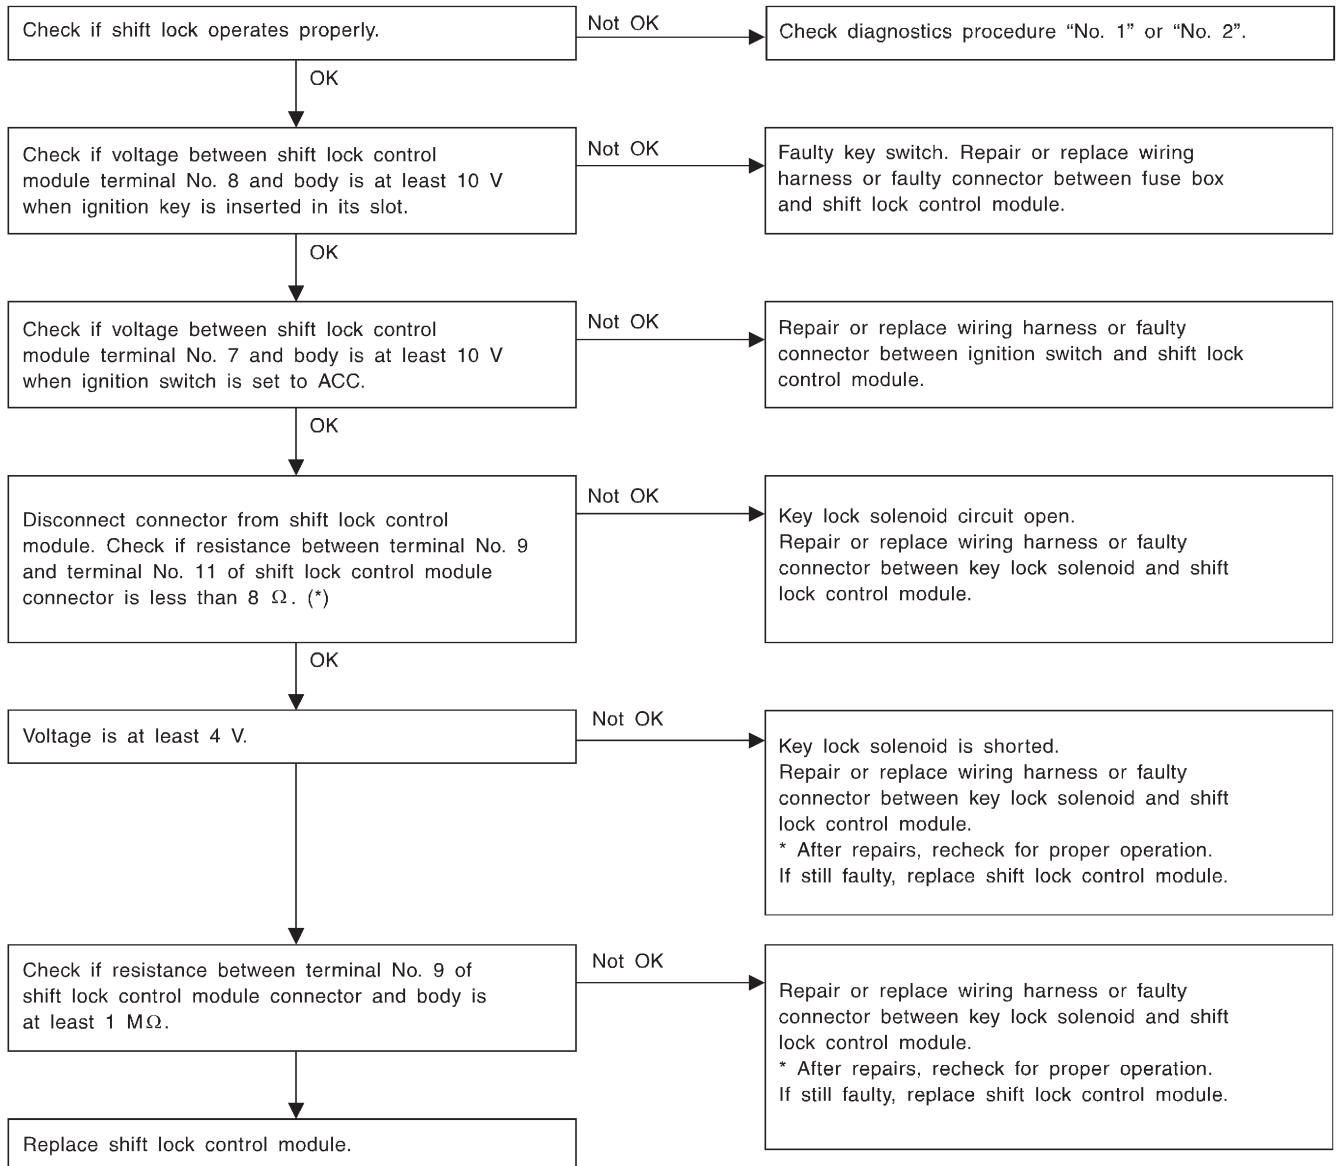 Check if shift lock operates properly.
Not OK
Check diagnostics procedure “No. 1” or “No. 2”.
OK
Check if voltage between shift lock control
module terminal No. 8 and body is at least 10 V
when ignition key is inserted in its slot.
Not OK
Faulty key switch. Repair or replace wiring
harness or faulty connector between fuse box
and shift lock control module.
OK
Check if voltage between shift lock control
module terminal No. 7 and body is at least 10 V
when ignition switch is set to ACC.
Not OK
Repair or replace wiring harness or faulty
connector between ignition switch and shift lock
control module.
OK
Disconnect connector from shift lock control
module. Check if resistance between terminal No. 9
and terminal No. 11 of shift lock control module
connector is less than 8 Ω. (*)
Not OK
Key lock solenoid circuit open.
Repair or replace wiring harness or faulty
connector between key lock solenoid and shift
lock control module.
OK
Voltage is at least 4 V.
Not OK
Key lock solenoid is shorted.
Repair or replace wiring harness or faulty
connector between key lock solenoid and shift
lock control module.
* After repairs, recheck for proper operation.
If still faulty, replace shift lock control module.
Check if resistance between terminal No. 9 of
shift lock control module connector and body is
at least 1 MΩ.
Not OK
Repair or replace wiring harness or faulty
connector between key lock solenoid and shift
lock control module.
* After repairs, recheck for proper operation.
If still faulty, replace shift lock control module.
Replace shift lock control module.